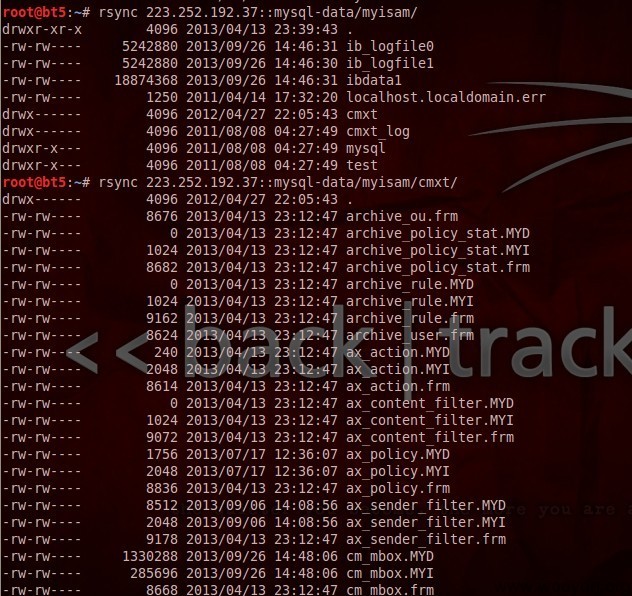 root@bt5:~# rsync 223.252.192.37::mysql-data/myisam/
drwxr-xr-x 4096 2013/04/13 23:39:43 .
-rw-rw---- 5242880 2013/09/26 14:46:31 ib_logfile0
-rw-rw---- 5242880 2013/09/26 14:46:30 ib_logfile1
-rw-rw---- 18874368 2013/09/26 14:46:31 ibdata1
-rw-rw---- 1250 2011/04/14 17:32:20 localhost.localdomain.err
drwx------ 4096 2012/04/27 22:05:43 cmxt
drwx------ 4096 2011/08/08 04:27:49 cmxt_log
drwxr-x--- 4096 2011/08/08 04:27:49 mysql
drwxr-x--- 4096 2011/08/08 04:27:49 test
root@bt5:~# rsync 223.252.192.37::mysql-data/myisam/cmxt/
drwx------ 4096 2012/04/27 22:05:43 .
-rw-rw---- 8676 2013/04/13 23:12:47 archive_ou.frm
-rw-rw---- 0 2013/04/13 23:12:47 archive_policy_stat.MYD
-rw-rw---- 1024 2013/04/13 23:12:47 archive_policy_stat.MYI
-rw-rw---- 8682 2013/04/13 23:12:47 archive_policy_stat.frm
-rw-rw---- 0 2013/04/13 23:12:47 archive_rule.MYD
-rw-rw---- 1024 2013/04/13 23:12:47 archive_rule.MYI
-rw-rw---- 9162 2013/04/13 23:12:47 archive_rule.frm
-rw-rw---- 8624 2013/04/13 23:12:47 archive_user.frm
<< back | track
-rw-rw---- 240 2013/04/13 23:12:47 ax_action.MYD
-rw-rw---- 2048 2013/04/13 23:12:47 ax_action.MYI
-rw-rw---- 8614 2013/04/13 23:12:47 ax_action.frm
-rw-rw---- 0 2013/04/13 23:12:47 ax_content_filter.MYD
-rw-rw---- 1024 2013/04/13 23:12:47 ax_content_filter.MYI
-rw-rw---- 9072 2013/04/13 23:12:47 ax_content_filter.frm
-rw-rw---- 1756 2013/07/17 12:36:07 ax_policy.MYD
-rw-rw---- 2048 2013/07/17 12:36:07 ax_policy.MYI
-rw-rw---- 8836 2013/04/13 23:12:47 ax_policy.frm
-rw-rw---- 8512 2013/09/06 14:08:56 ax_sender_filter.MYD
re you are a
-rw-rw---- 2048 2013/09/06 14:08:56 ax_sender_filter.MYI
-rw-rw---- 9178 2013/04/13 23:12:47 ax_sender_filter.frm
-rw-rw---- 1330288 2013/09/26 14:48:06 cm_mbox.MYD
-rw-rw---- 285696 2013/09/26 14:48:06 cm_mbox.MYI
-rw-rw---- 8668 2013/04/13 23:12:47 cm_mbox.frm